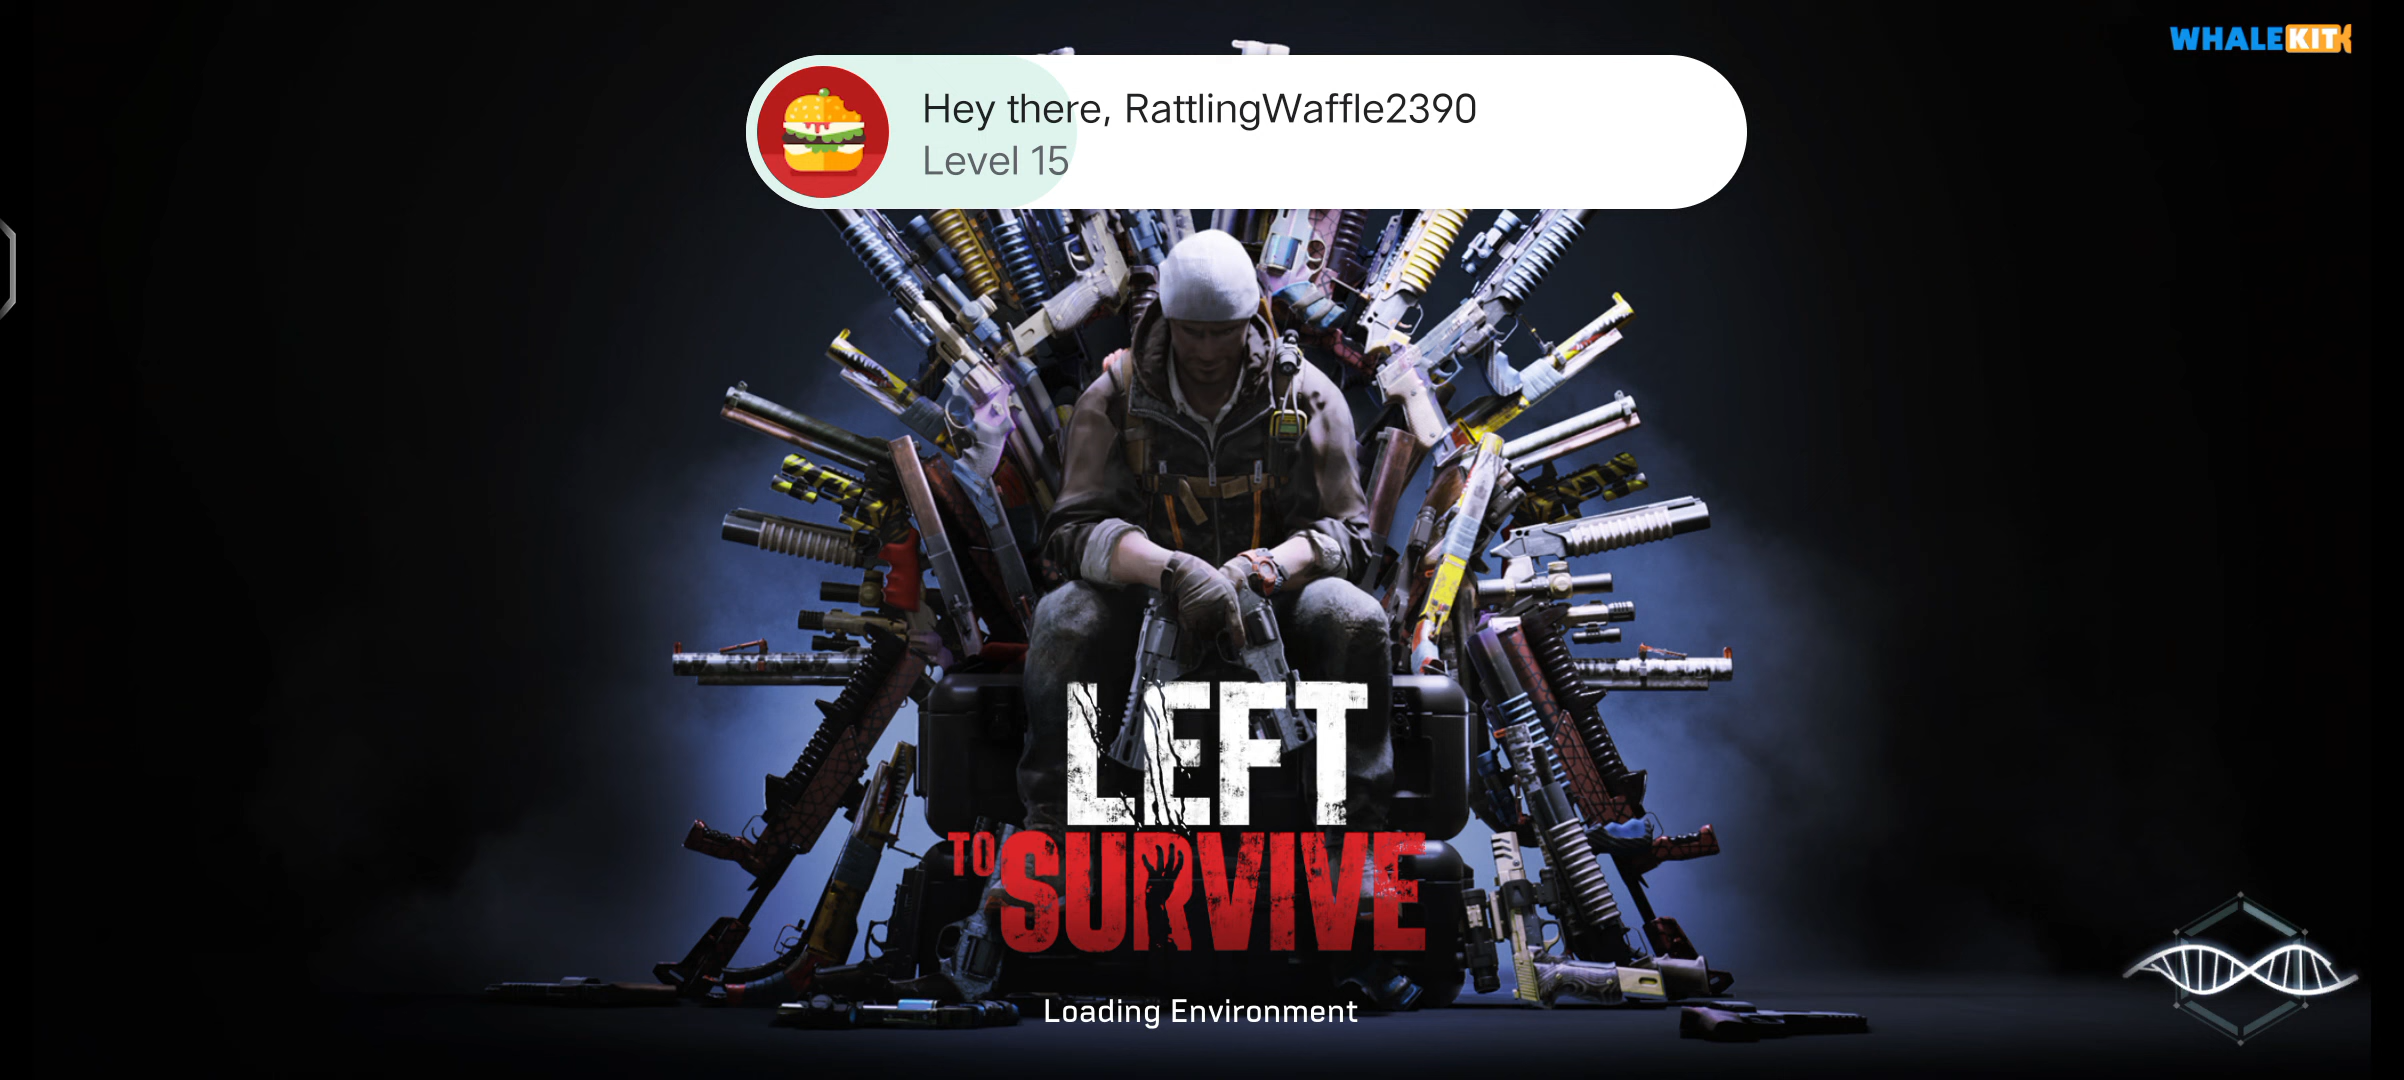 WHALEKIT
Hey there, RattlingWaffle2390
Level 15
LEFT
TO SURVIVE
Loading Environment